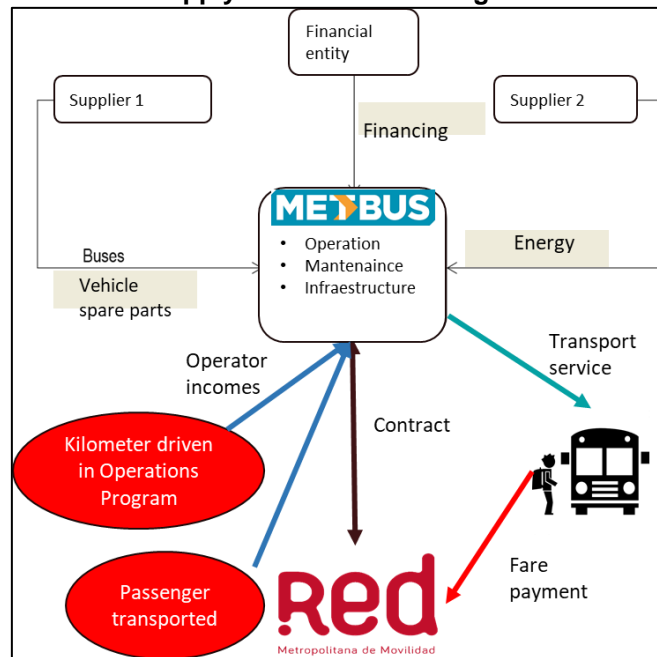 Financial
entity
Supplier 1
Supplier 2
Financing
METBUS
• Operation
• Mantenaince
• Infraestructure
Energy
Buses
Vehicle
spare parts
Transport
service
Operator
incomes
Contract
Kilometer driven
in Operations
Program
Fare
payment
Passenger
transported
Red
Metropolitana de Movilidad